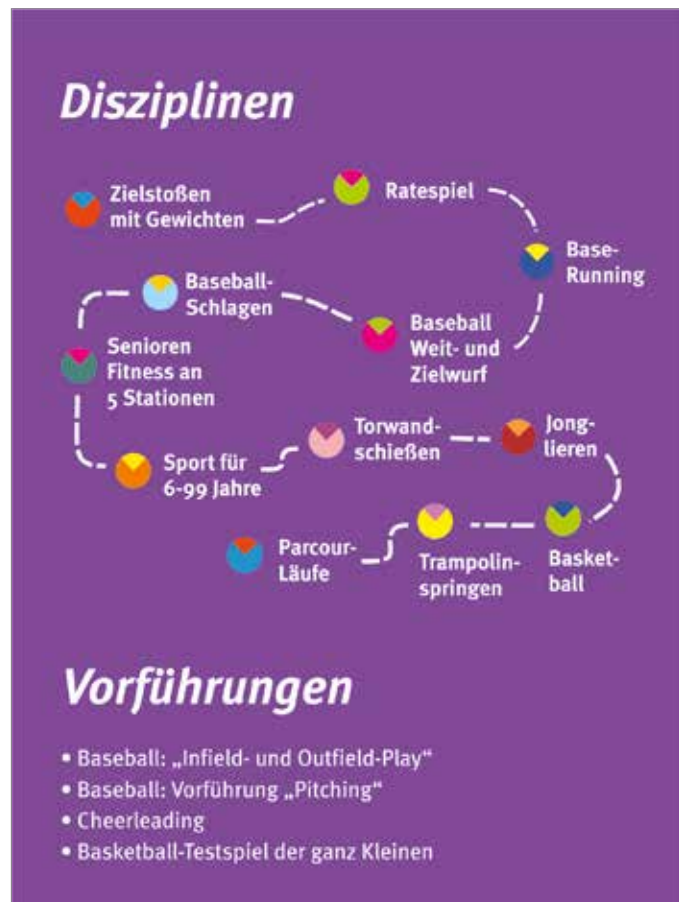 Disziplinen
Zielstoßen
mit Gewichten
Ratespiel
Base-
Running
Baseball
Weit- und
Zielwurf
Baseball-
Schlagen
Senioren
Fitness an
5 Stationen
Sport für
6-99 Jahre
Torwand-
schießen
Jong-
lieren
Basket-
ball
Trampolin-
springen
Parcour-
Läufe
Vorführungen
• Baseball: „Infield- und Outfield-Play“
• Baseball: Vorführung „Pitching“
• Cheerleading
• Basketball-Testspiel der ganz Kleinen